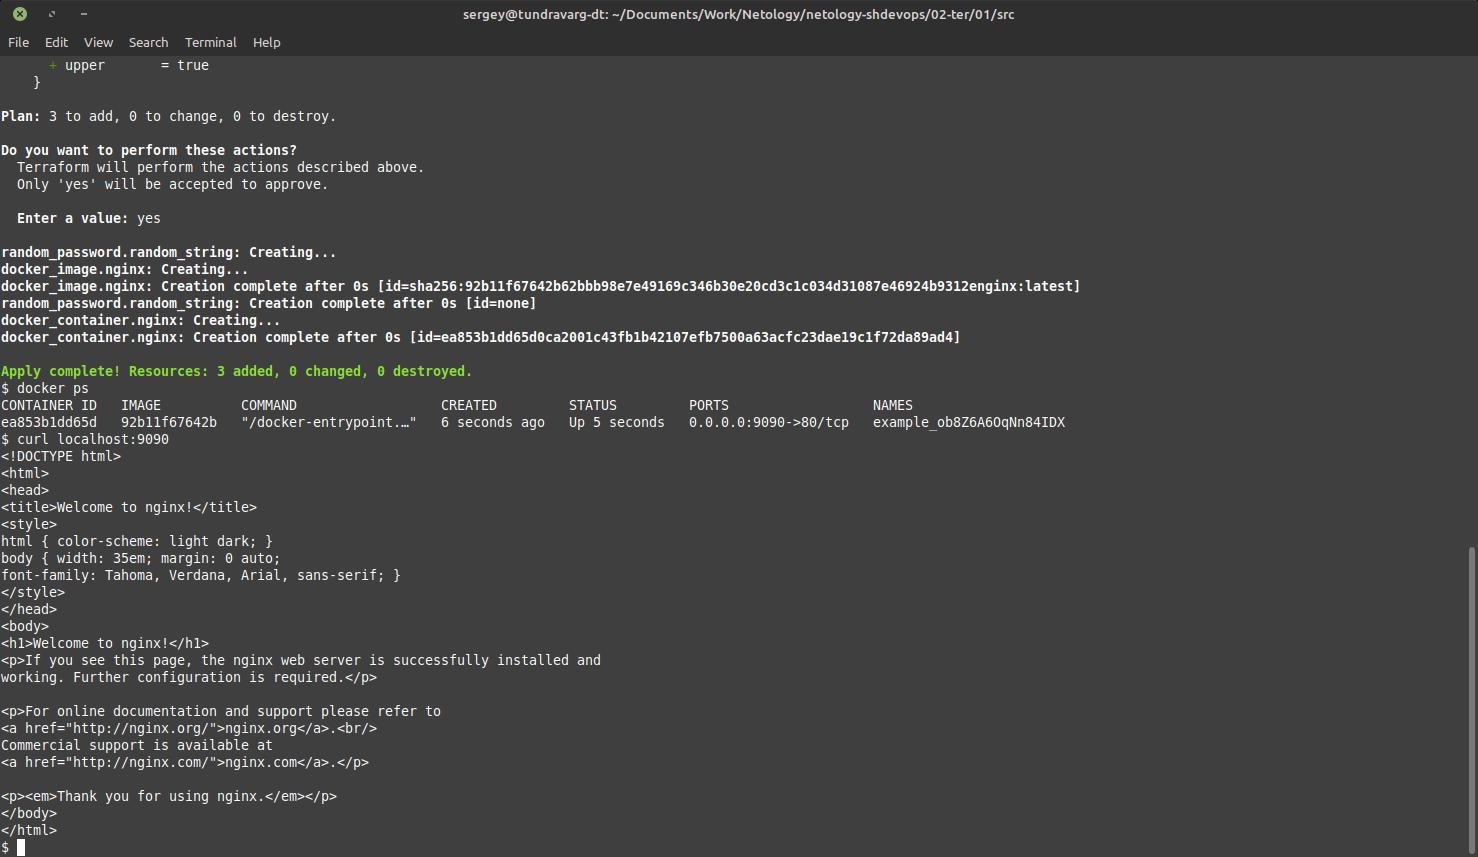 sergey@tundravarg-dt: ~/Documents/Work/Netology/netology-shdevops/02-ter/01/src
File Edit View Search Terminal Help
+ upper = true
}
Plan: 3 to add, 0 to change, 0 to destroy.
Do you want to perform these actions?
Terraform will perform the actions described above.
Only 'yes' will be accepted to approve.
Enter a value: yes
random_password.random_string: Creating...
docker_image.nginx: Creating...
docker_image.nginx: Creation complete after 0s [id=sha256:92b11f67642b62bbb98e7e49169c346b30e20cd3c1c034d31087e46924b9312enginx:latest]
random_password.random_string: Creation complete after 0s [id=none]
docker_container.nginx: Creating...
docker_container.nginx: Creation complete after 0s [id=ea853b1dd65d0ca2001c43fb1b42107efb7500a63acfc23dae19c1f72da89ad4]
Apply complete! Resources: 3 added, 0 changed, 0 destroyed.
$ docker ps
CONTAINER ID IMAGE COMMAND CREATED STATUS PORTS NAMES
ea853b1dd65d 92b11f67642b "/docker-entrypoint.…" 6 seconds ago Up 5 seconds 0.0.0.0:9090->80/tcp example_ob8Z6A6OqNn84IDX
$ curl localhost:9090
<!DOCTYPE html>
<html>
<head>
<title>Welcome to nginx!</title>
<style>
html { color-scheme: light dark; }
body { width: 35em; margin: 0 auto;
font-family: Tahoma, Verdana, Arial, sans-serif; }
</style>
</head>
<body>
<h1>Welcome to nginx!</h1>
<p>If you see this page, the nginx web server is successfully installed and
working. Further configuration is required.</p>
<p>For online documentation and support please refer to
<a href="http://nginx.org/">nginx.org</a>.<br/>
Commercial support is available at
<a href="http://nginx.com/">nginx.com</a>.</p>
<p><em>Thank you for using nginx.</em></p>
</body>
</html>
$